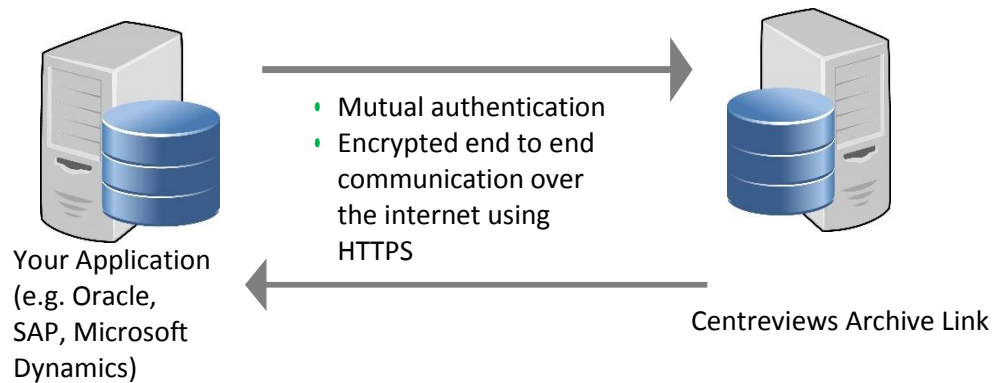 • Mutual authentication
• Encrypted end to end
communication over
the internet using
HTTPS
Your Application
(e.g. Oracle,
SAP, Microsoft
Dynamics)
Centreviews Archive Link